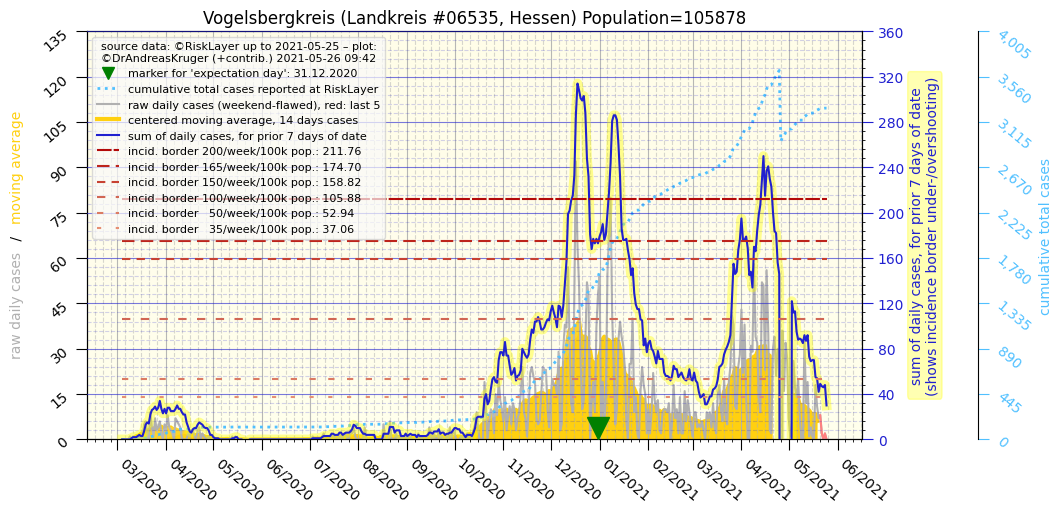 Vogelsbergkreis (Landkreis #06535, Hessen) Population=105878
source data: ©RiskLayer up to 2021-05-25 – plot:
©DrAndreasKruger (+contrib.) 2021-05-26 09:42
marker for 'expectation day': 31.12.2020
cumulative total cases reported at RiskLayer
raw daily cases (weekend-flawed), red: last 5
centered moving average, 14 days cases
sum of daily cases, for prior 7 days of date
incid. border 200/week/100k pop.: 211.76
incid. border 165/week/100k pop.: 174.70
incid. border 150/week/100k pop.: 158.82
incid. border 100/week/100k pop.: 105.88
incid. border   50/week/100k pop.: 52.94
incid. border   35/week/100k pop.: 37.06
raw daily cases / moving average
135
120
105
90
75
60
45
30
15
0
03/2020
04/2020
05/2020
06/2020
07/2020
08/2020
09/2020
10/2020
11/2020
12/2020
01/2021
02/2021
03/2021
04/2021
05/2021
06/2021
360
320
280
240
200
160
120
80
40
0
sum of daily cases, for prior 7 days of date
(shows incidence border under-/overshooting)
4,005
3,560
3,115
2,670
2,225
1,780
1,335
890
445
0
cumulative total cases